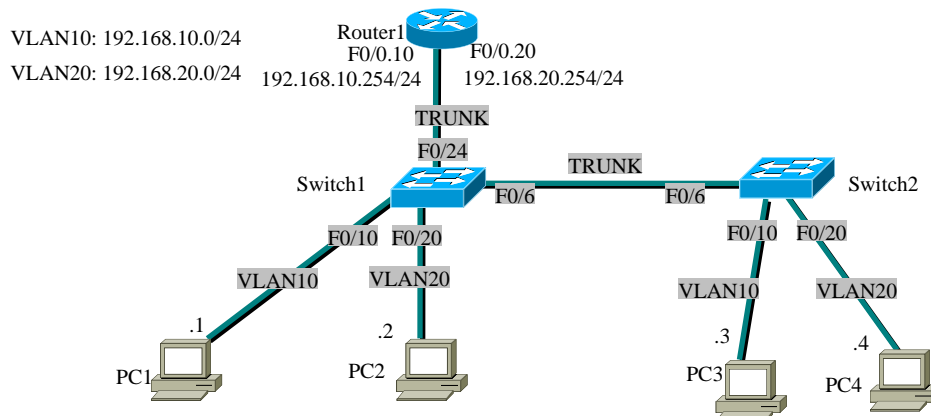 Router1
VLAN10: 192.168.10.0/24
F0/0.10
F0/0.20
VLAN20: 192.168.20.0/24
192.168.10.254/24
192.168.20.254/24
TRUNK
F0/24
TRUNK
Switch1
Switch2
F0/6
F0/6
F0/10
F0/20
F0/10
F0/20
VLAN10
VLAN20
VLAN10
VLAN20
.1
.2
.3
.4
PC1
PC2
PC3
PC4